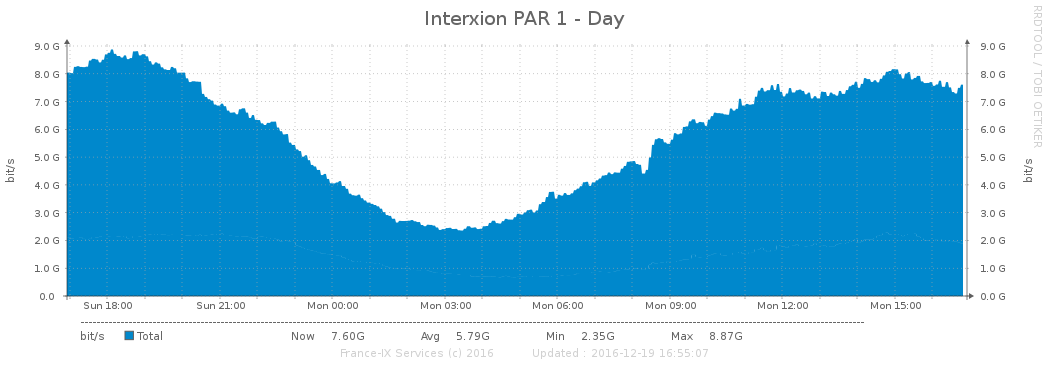 Interxion PAR 1 - Day
RRDTOOL / TOBI OETIKER
9.0 G 9.0 G
8.0 G 8.0 G
7.0 G 7.0 G
6.0 G 6.0 G
5.0 G 5.0 G
bit/s bit/s
4.0 G 4.0 G
3.0 G 3.0 G
2.0 G 2.0 G
1.0 G 1.0 G
0.0 0.0 G
Sun 18:00 Sun 21:00 Mon 00:00 Mon 03:00 Mon 06:00 Mon 09:00 Mon 12:00 Mon 15:00
bit/s Total Now 7.60G Avg 5.79G Min 2.35G Max 8.87G
France-IX Services (c) 2016 Updated : 2016-12-19 16:55:07